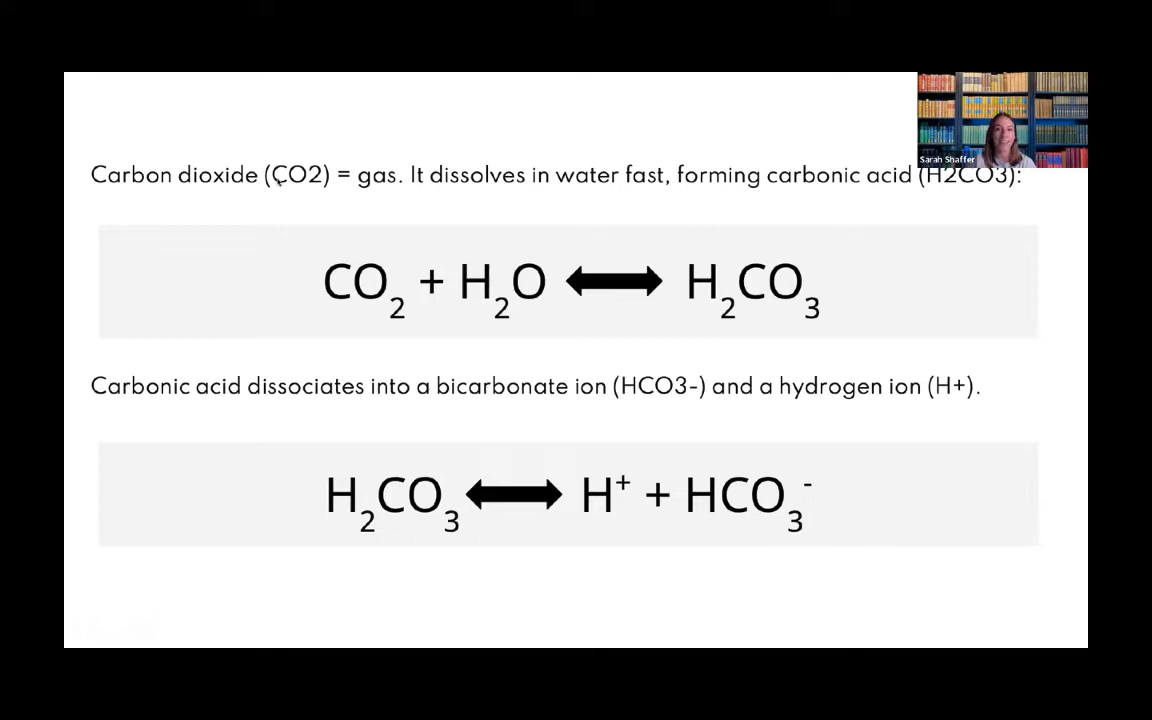 Sarah Shaffer
Carbon dioxide (CO2) = gas. It dissolves in water fast, forming carbonic acid (H2CO3):
CO₂ + H₂O ⟷ H₂CO₃
Carbonic acid dissociates into a bicarbonate ion (HCO3-) and a hydrogen ion (H+).
H₂CO₃ ⟷ H⁺ + HCO₃⁻